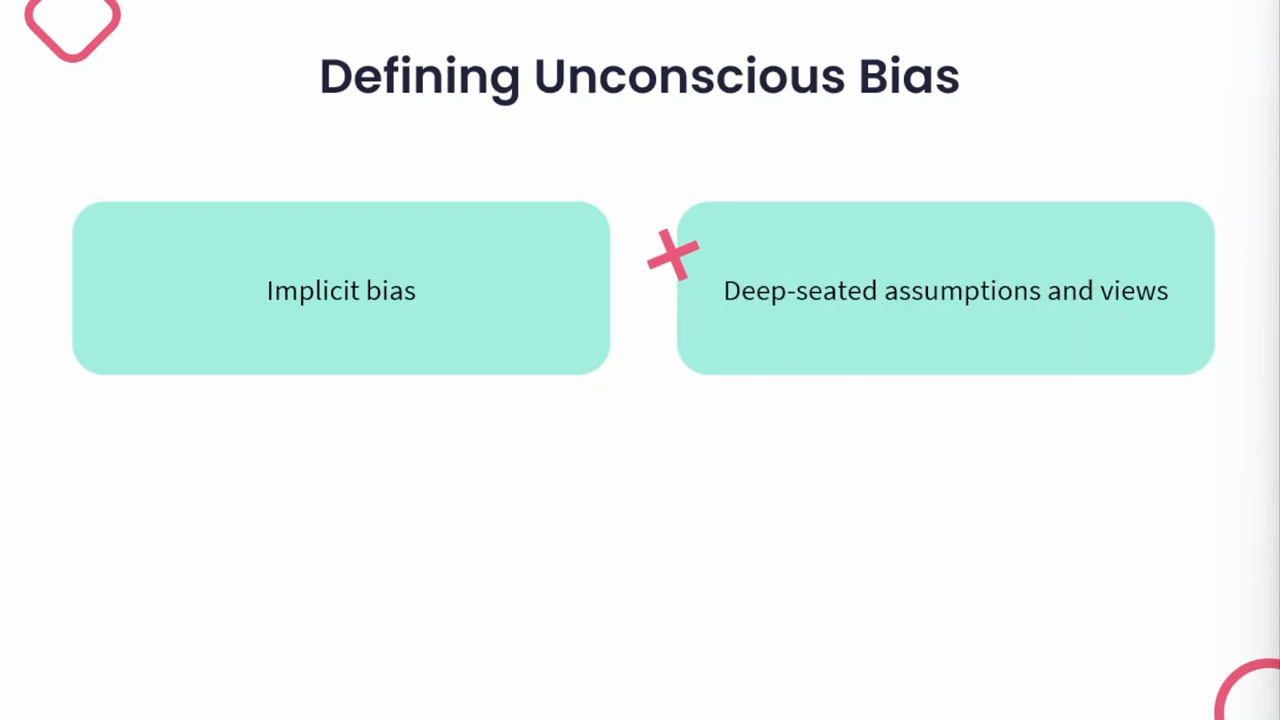 Defining Unconscious Bias
Implicit bias
Deep-seated assumptions and views